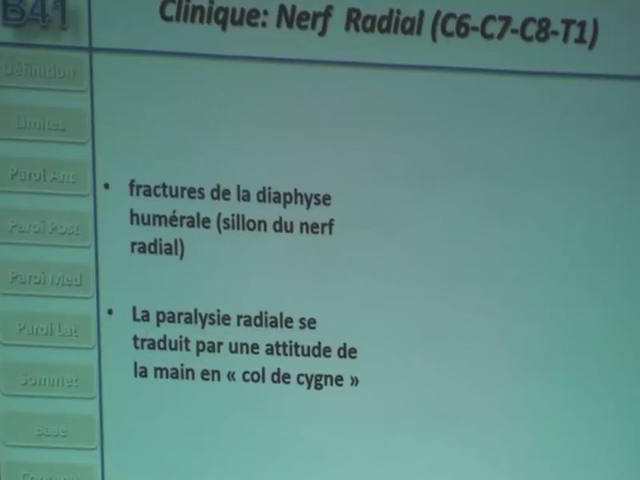 B41
Clinique: Nerf Radial (C6-C7-C8-T1)
Définition
Limites
Paroi Ant
Paroi Post
Paroi Med
Paroi Lat
Sommet
Base
• fractures de la diaphyse
humérale (sillon du nerf
radial)
• La paralysie radiale se
traduit par une attitude de
la main en « col de cygne »